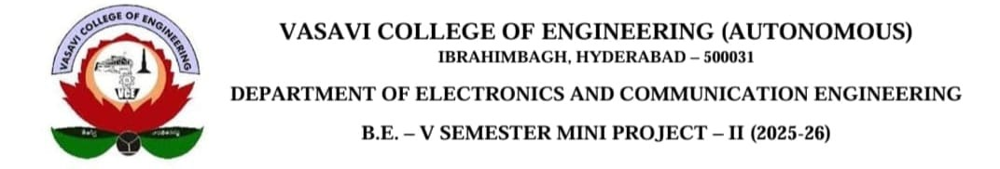 VASAVI COLLEGE OF ENGINEERING
VCE
VASAVI COLLEGE OF ENGINEERING (AUTONOMOUS)
IBRAHIMBAGH, HYDERABAD – 500031
DEPARTMENT OF ELECTRONICS AND COMMUNICATION ENGINEERING
B.E. – V SEMESTER MINI PROJECT – II (2025-26)